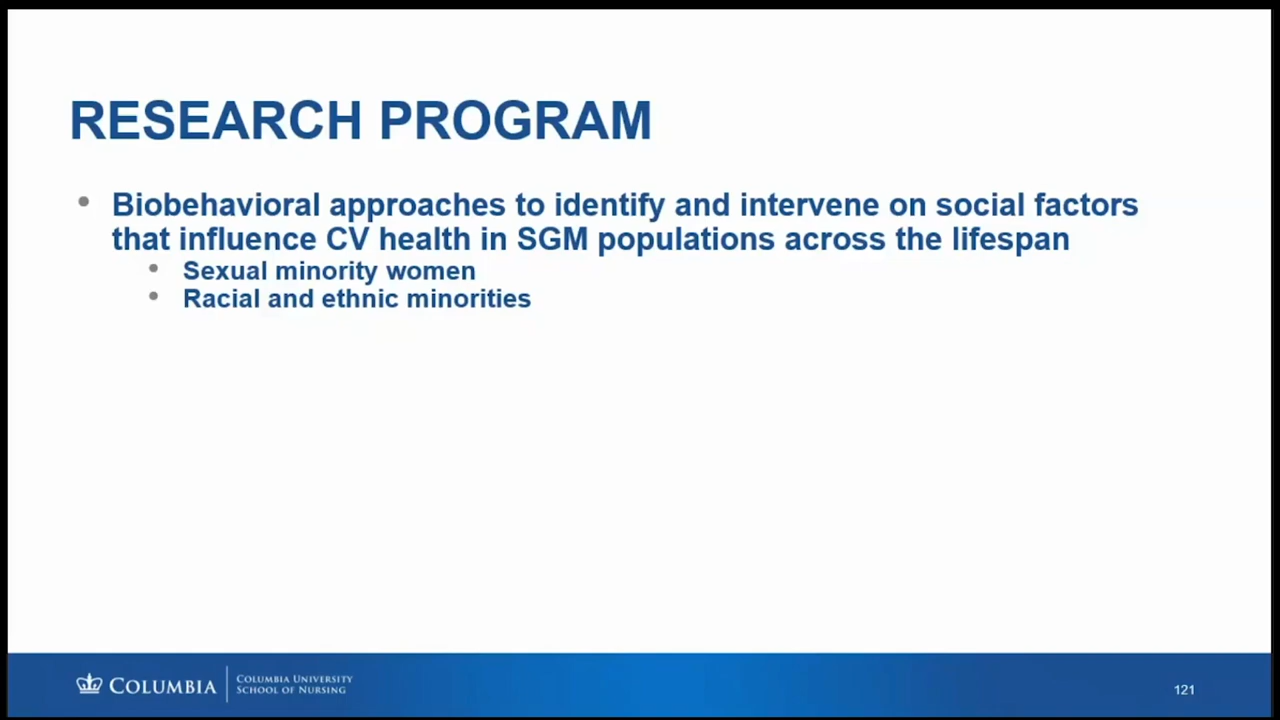 RESEARCH PROGRAM
• Biobehavioral approaches to identify and intervene on social factors
that influence CV health in SGM populations across the lifespan
• Sexual minority women
• Racial and ethnic minorities
COLUMBIA
COLUMBIA UNIVERSITY
SCHOOL OF NURSING
121